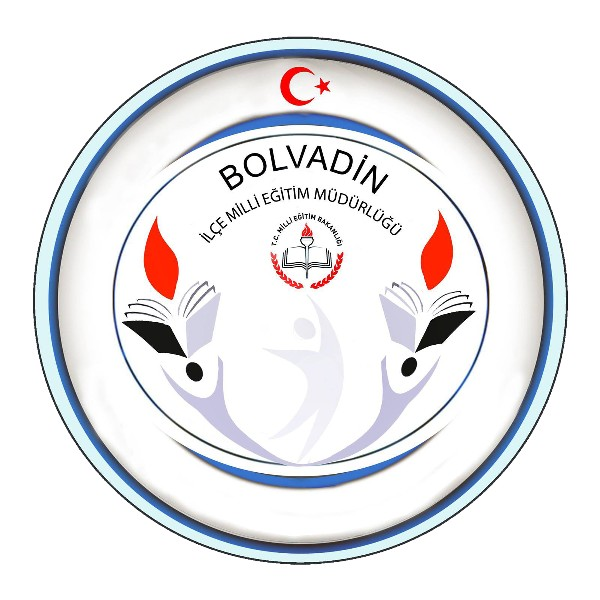 BOLVADİN
İLÇE MİLLİ EĞİTİM MÜDÜRLÜĞÜ
T.C. MİLLİ EĞİTİM BAKANLIĞI